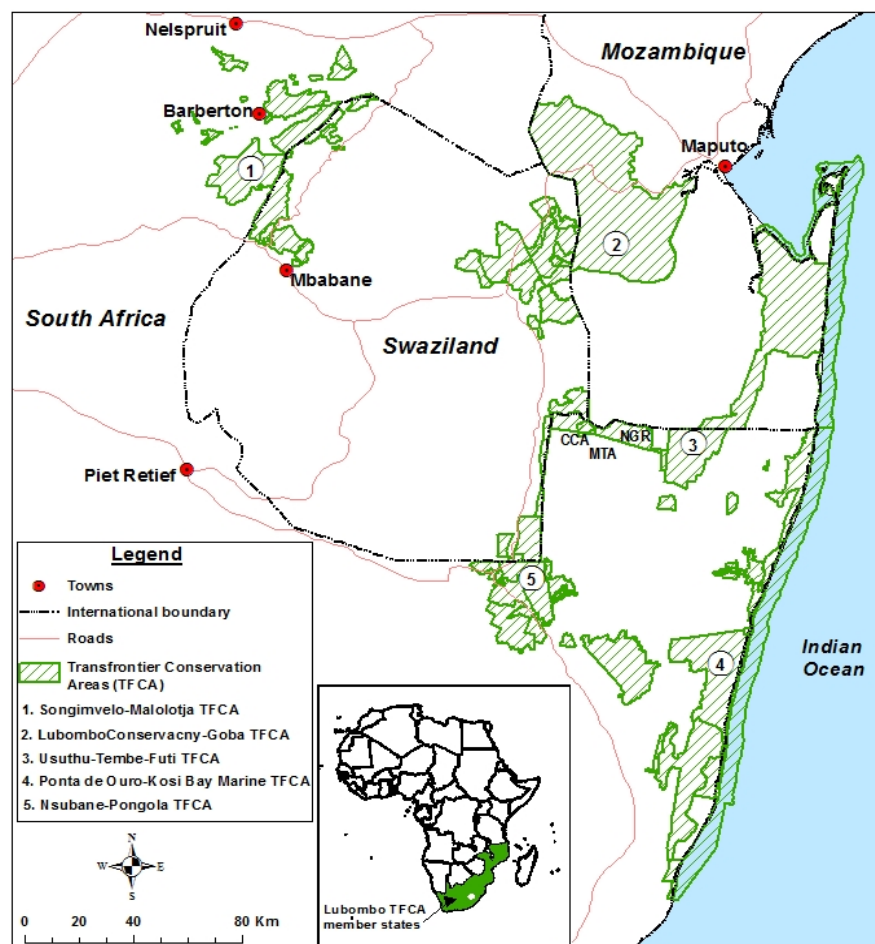 Nelspruit
Mozambique
Barberton
Maputo
1
2
Mbabane
South Africa
Swaziland
CCA
NGR
3
MTA
Piet Retief
Legend
Towns
International boundary
Roads
Transfrontier Conservation
Areas (TFCA)
1. Songimvelo-Malolotja TFCA
2. LubomboConservacny-Goba TFCA
3. Usuthu-Tembe-Futi TFCA
4. Ponta de Ouro-Kosi Bay Marine TFCA
5. Nsubane-Pongola TFCA
5
4
Indian
Ocean
N
W
E
S
0 20 40 80 Km
Lubombo TFCA
member states